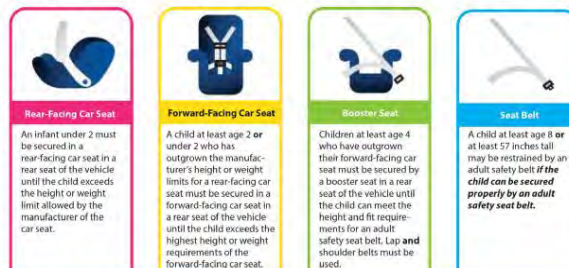 Rear-Facing Car Seat
An infant under 2 must
be secured in a
rear-facing car seat in a
rear seat of the vehicle
until the child exceeds
the height or weight
limit allowed by the
manufacturer of the
car seat.
Forward-Facing Car Seat
A child at least age 2 or
under 2 who has
outgrown the manufac-
turer's height or weight
limits for a rear-facing car
seat must be secured in a
forward-facing car seat in
a rear seat of the vehicle
until the child exceeds the
highest height or weight
requirements of the
forward-facing car seat.
Booster Seat
Children at least age 4
who have outgrown
their forward-facing car
seat must be secured by
a booster seat in a rear
seat of the vehicle until
the child can meet the
height and fit require-
ments for an adult
safety seat belt. Lap and
shoulder belts must be
used.
Seat Belt
A child at least age 8 or
at least 57 inches tall
may be restrained by an
adult safety belt if the
child can be secured
properly by an adult
safety seat belt.